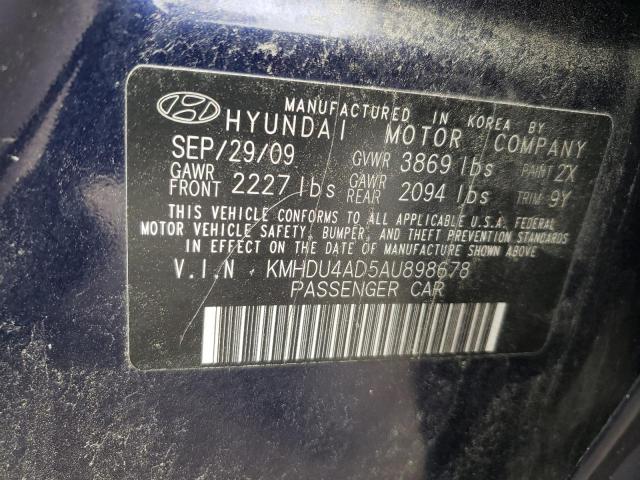 MANUFACTURED IN KOREA BY
HYUNDAI MOTOR COMPANY
SEP/29/09 GVWR 3869 lbs PAINT 2X
GAWR FRONT 2227 lbs GAWR REAR 2094 lbs TRIM 9Y
THIS VEHICLE CONFORMS TO ALL APPLICABLE U.S.A. FEDERAL
MOTOR VEHICLE SAFETY, BUMPER, AND THEFT PREVENTION STANDARDS
IN EFFECT ON THE DATE OF MANUFACTURE SHOWN ABOVE
V.I.N KMHDU4AD5AU898678
PASSENGER CAR